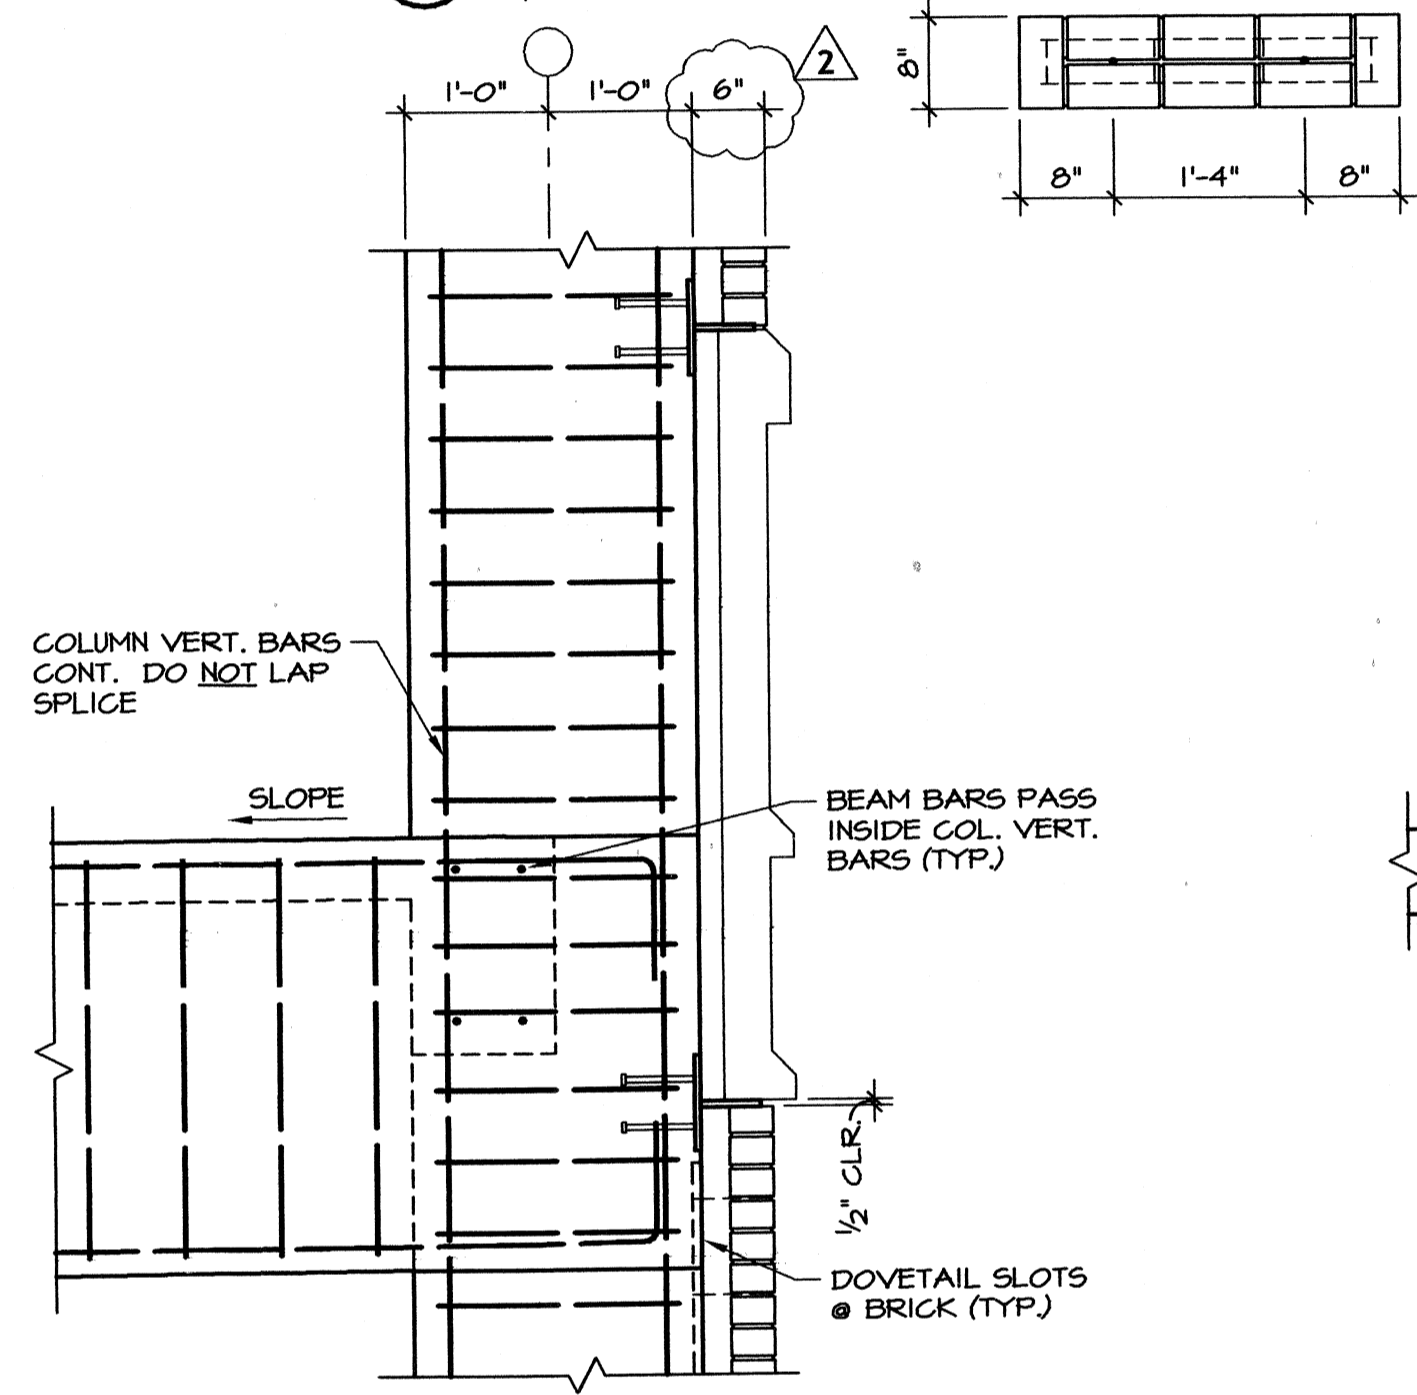 1'-0"
1'-0"
6"
2
8"
8"
1'-4"
8"
COLUMN VERT. BARS
CONT. DO NOT LAP
SPLICE
SLOPE
BEAM BARS PASS
INSIDE COL. VERT.
BARS (TYP.)
1/2" CLR.
DOVETAIL SLOTS
@ BRICK (TYP.)